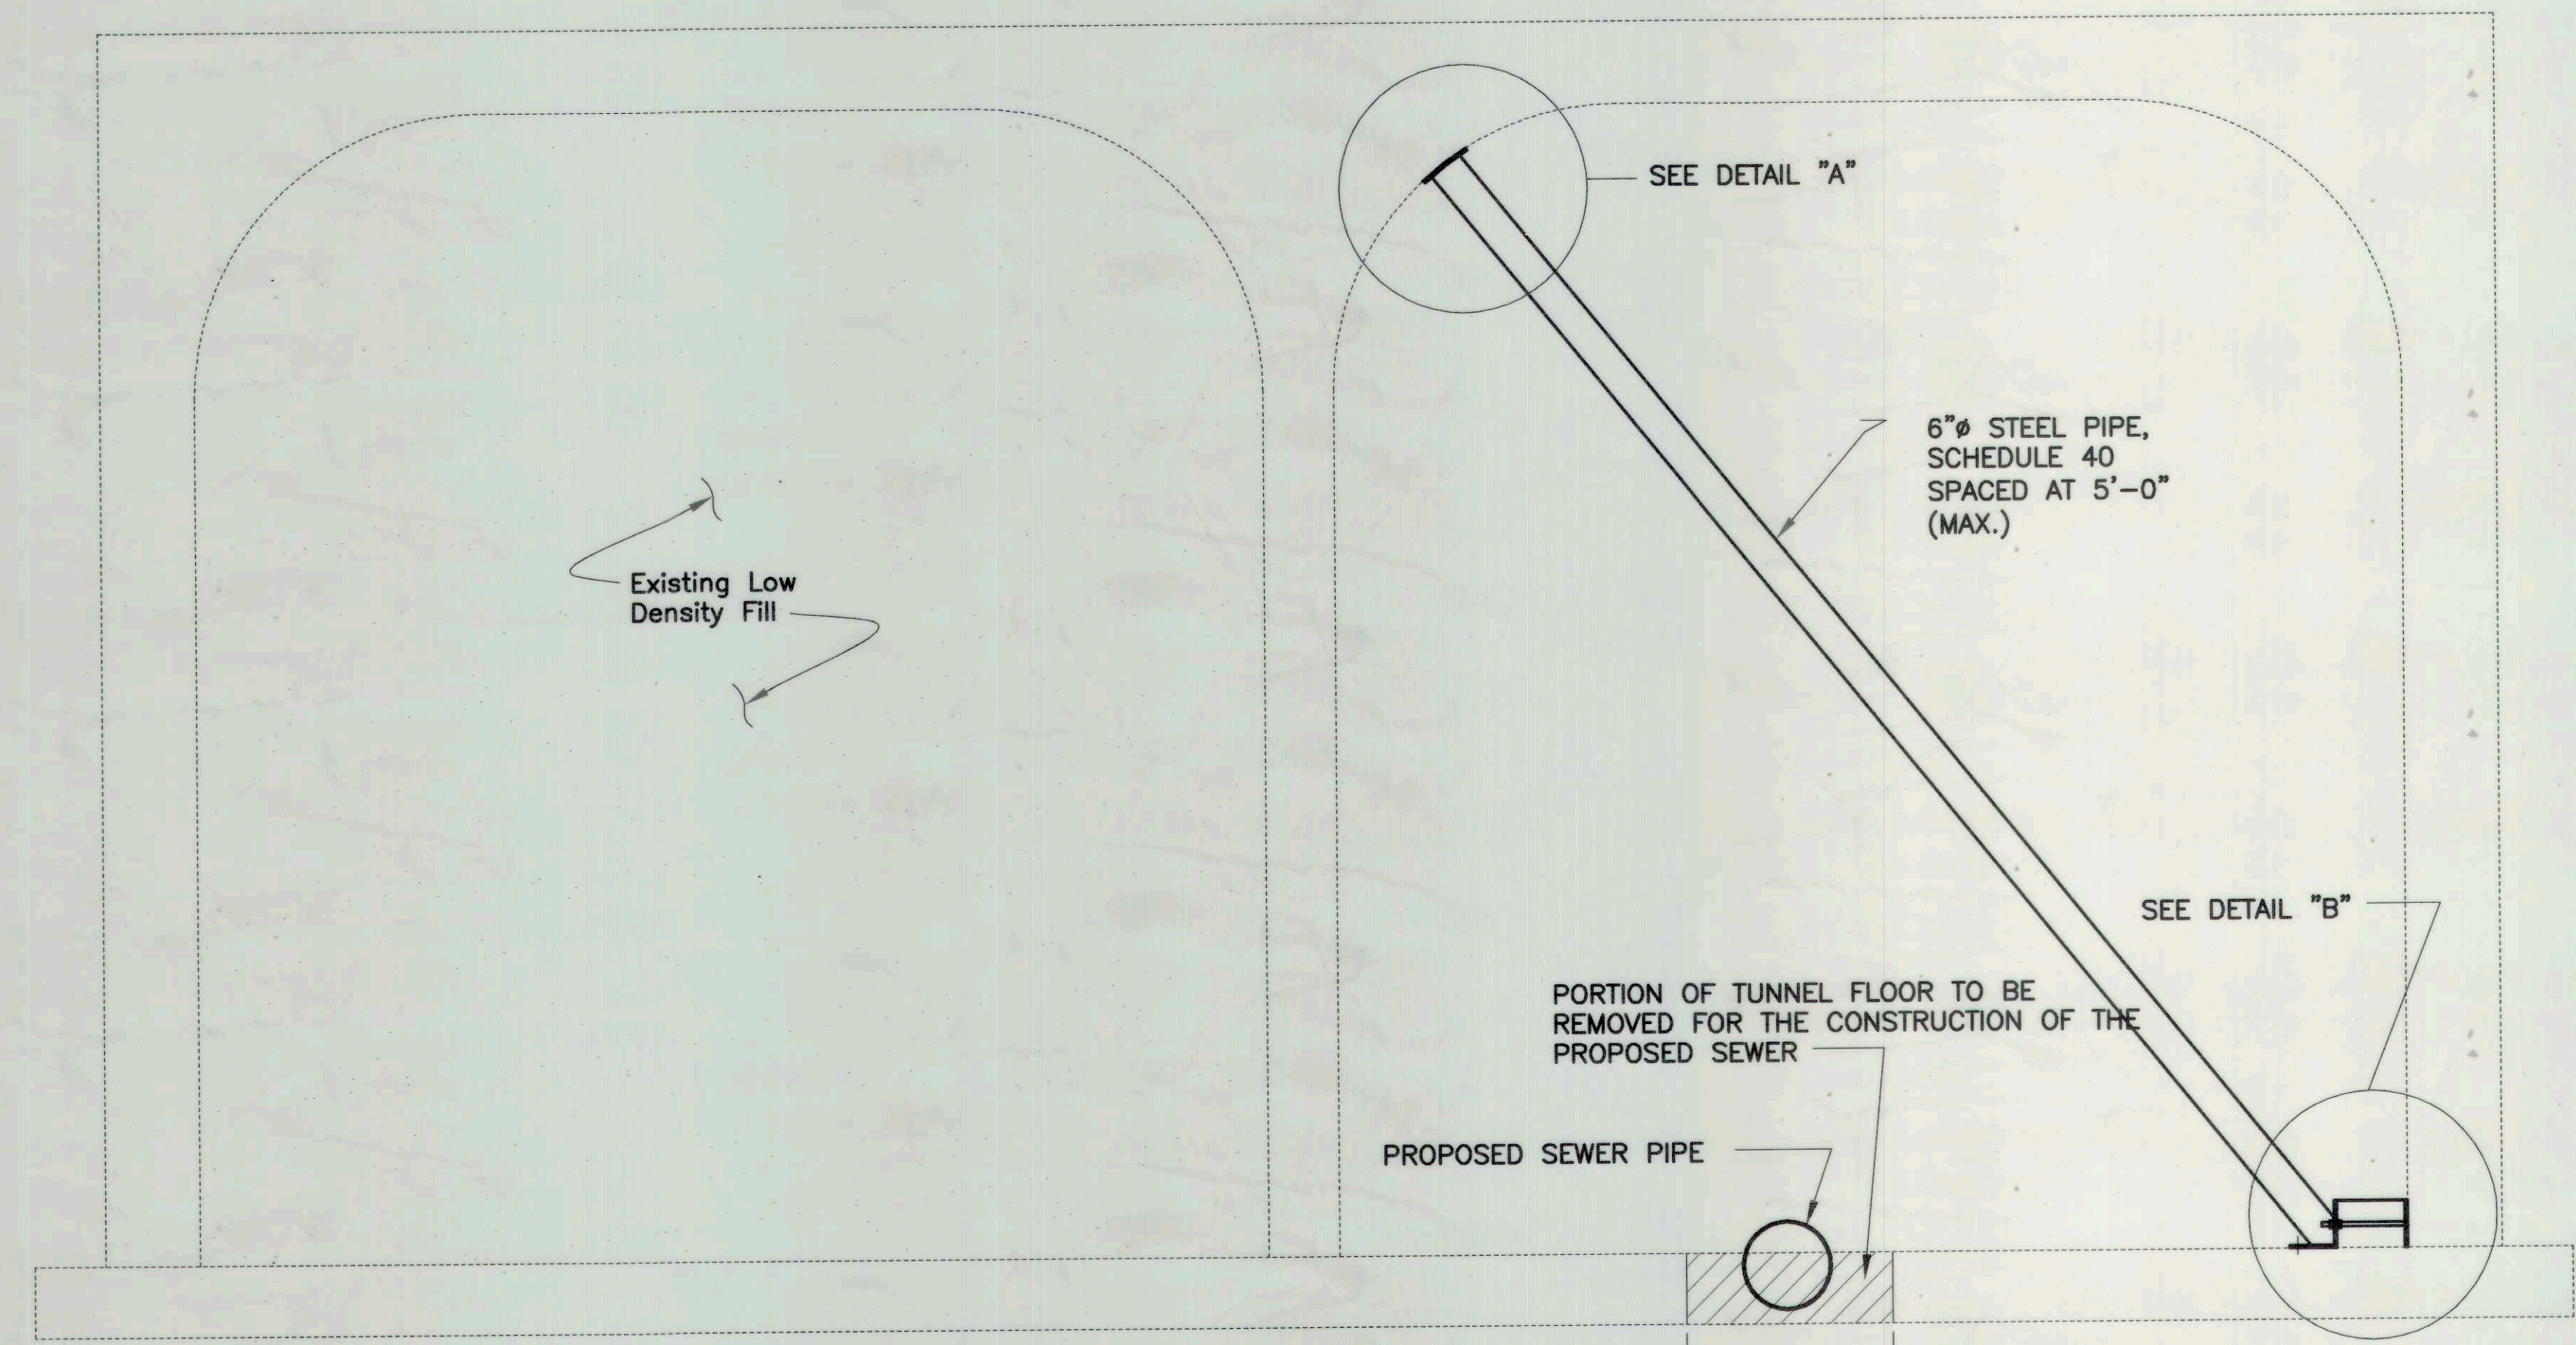 SEE DETAIL "A"
6"ø STEEL PIPE,
SCHEDULE 40
SPACED AT 5'-0"
(MAX.)
Existing Low
Density Fill
SEE DETAIL "B"
PORTION OF TUNNEL FLOOR TO BE
REMOVED FOR THE CONSTRUCTION OF THE
PROPOSED SEWER
PROPOSED SEWER PIPE